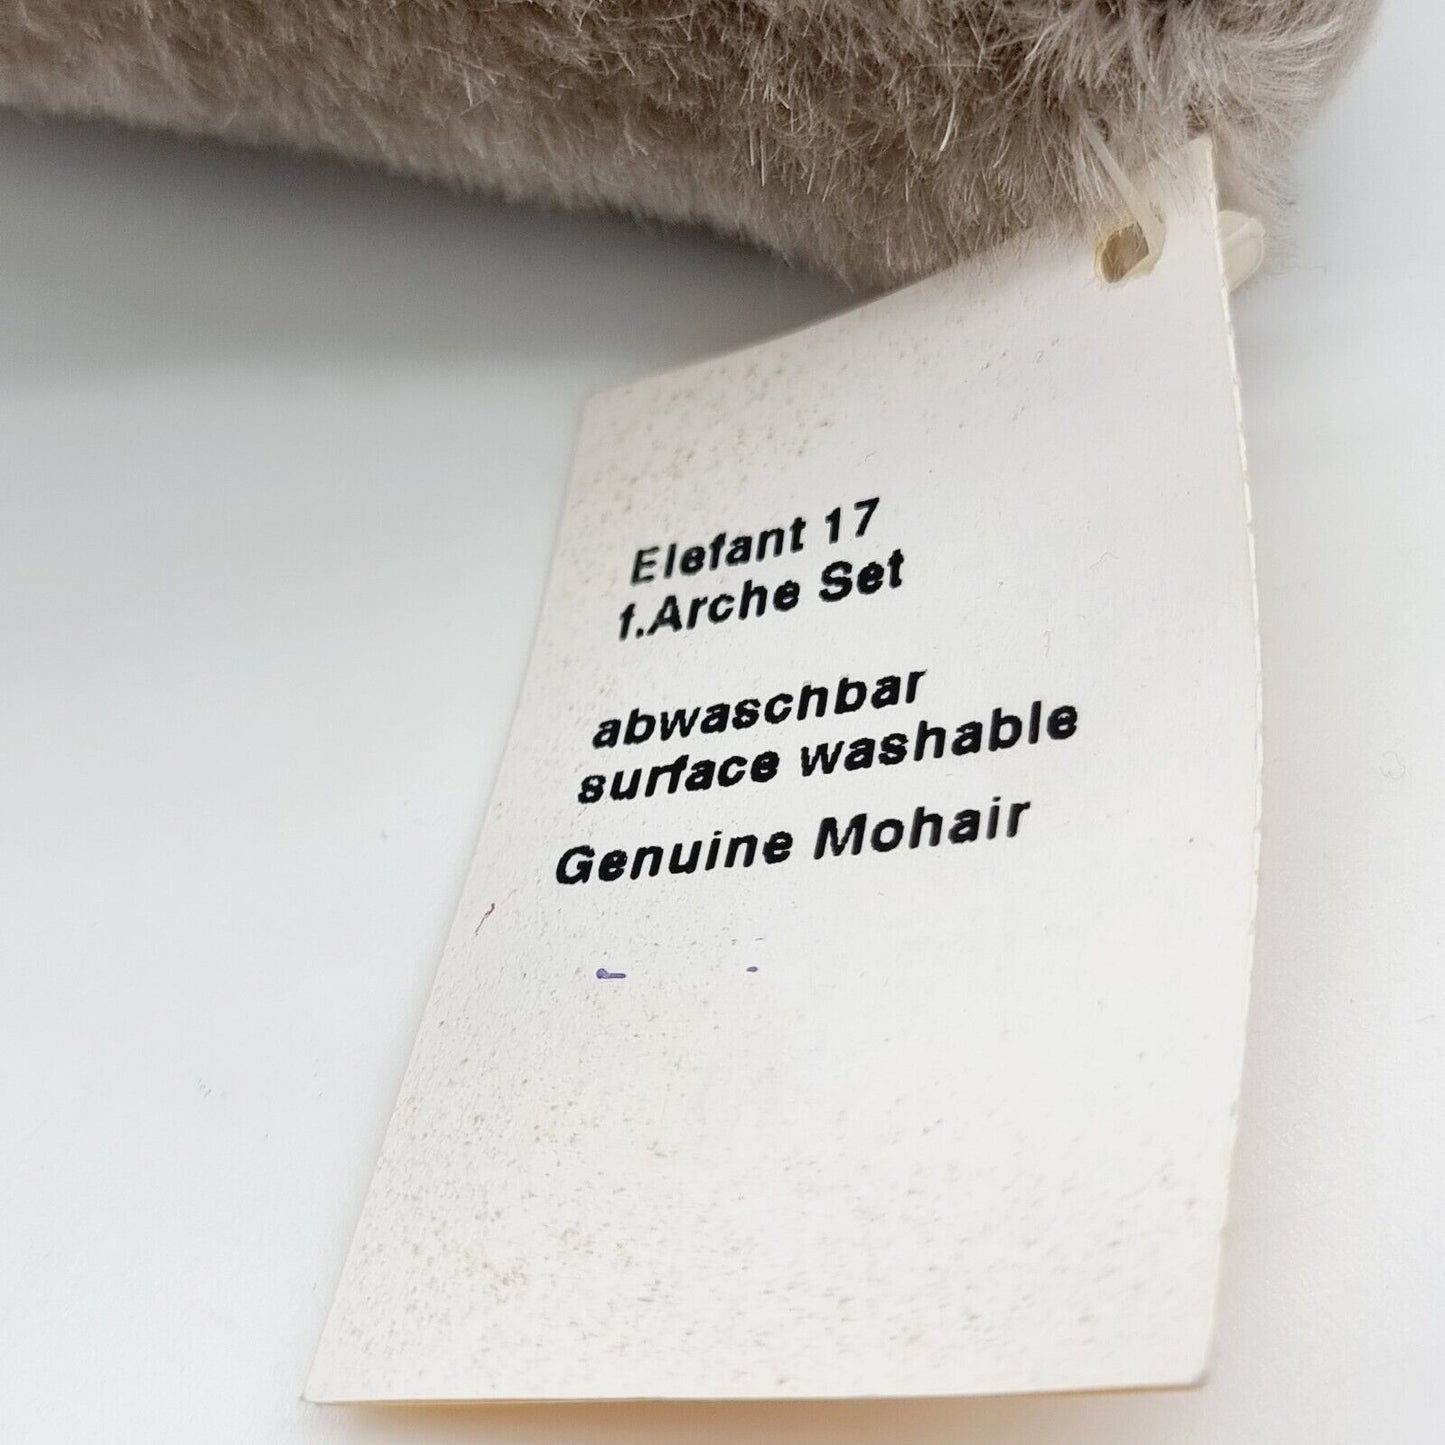 Elefant 17
f.Arche Set
abwaschbar
surface washable
Genuine Mohair